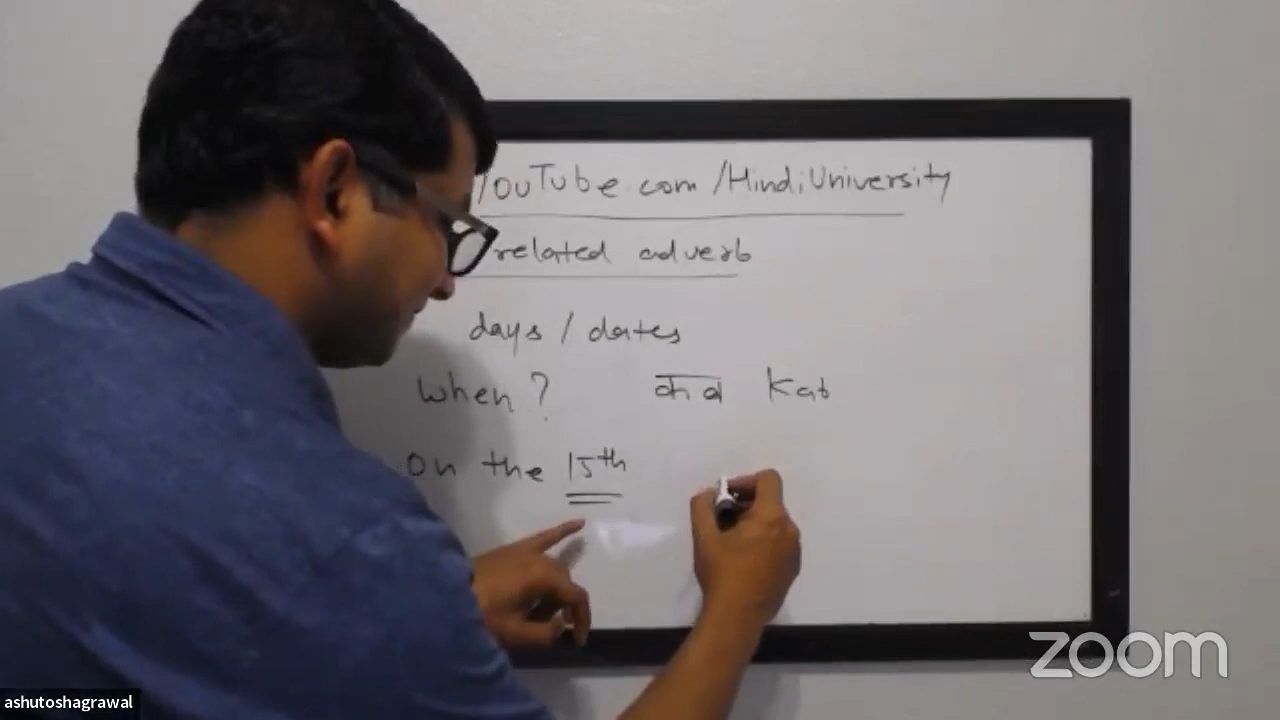 YouTube.com/HindiUniversity
related adverb
days / dates
When ? कब Kab
On the 15th
zoom
ashutoshagrawal